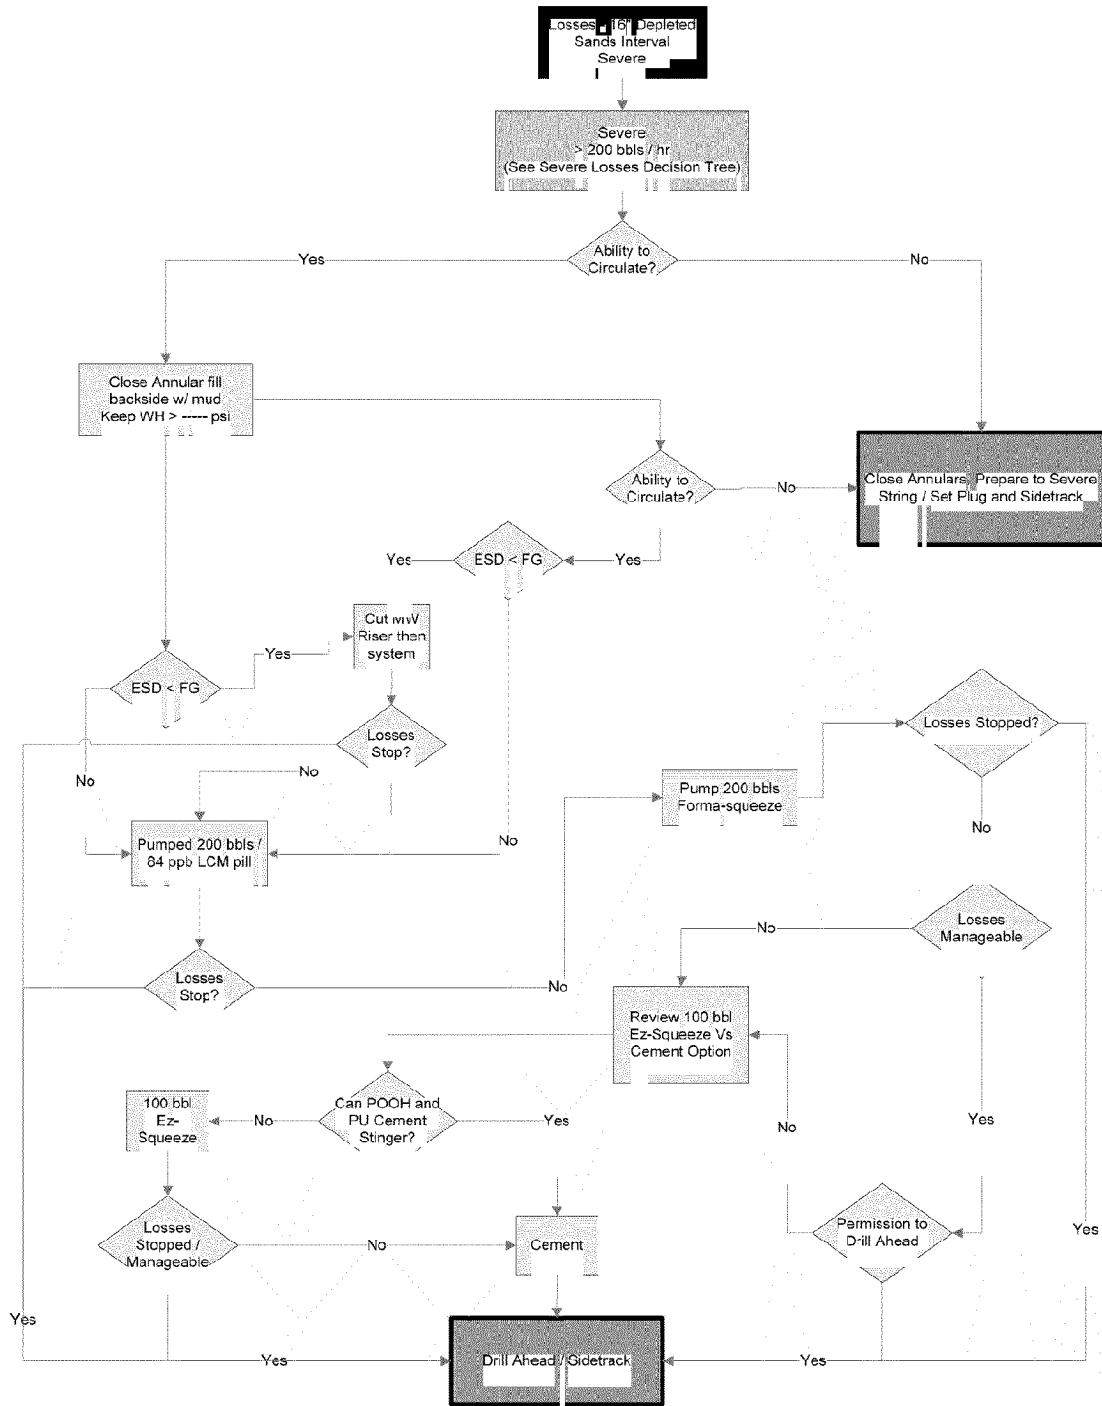 Losses 16" Depleted
Sands Interval
Severe
Severe
> 200 bbls / hr
(See Severe Losses Decision Tree)
Ability to
Circulate?
Yes
No
Close Annular fill
backside w/ mud
Keep WH > ----- psi
Ability to
Circulate?
No
Close Annulars, Prepare to Severe
String / Set Plug and Sidetrack
ESD < FG
Yes
Yes
Cut MW
Riser then
system
Yes
ESD < FG
Losses
Stop?
Losses Stopped?
No
No
Pump 200 bbls
Forma-squeeze
No
No
Pumped 200 bbls /
84 ppb LCM pill
Losses
Manageable
No
Losses
Stop?
No
Review 100 bbl
Ez-Squeeze Vs
Cement Option
100 bbl
Ez-
Squeeze
No
Can POOH and
PU Cement
Stinger?
Yes
No
Yes
Losses
Stopped /
Manageable
No
Cement
Permission to
Drill Ahead
Yes
Yes
Yes
Drill Ahead / Sidetrack
Yes